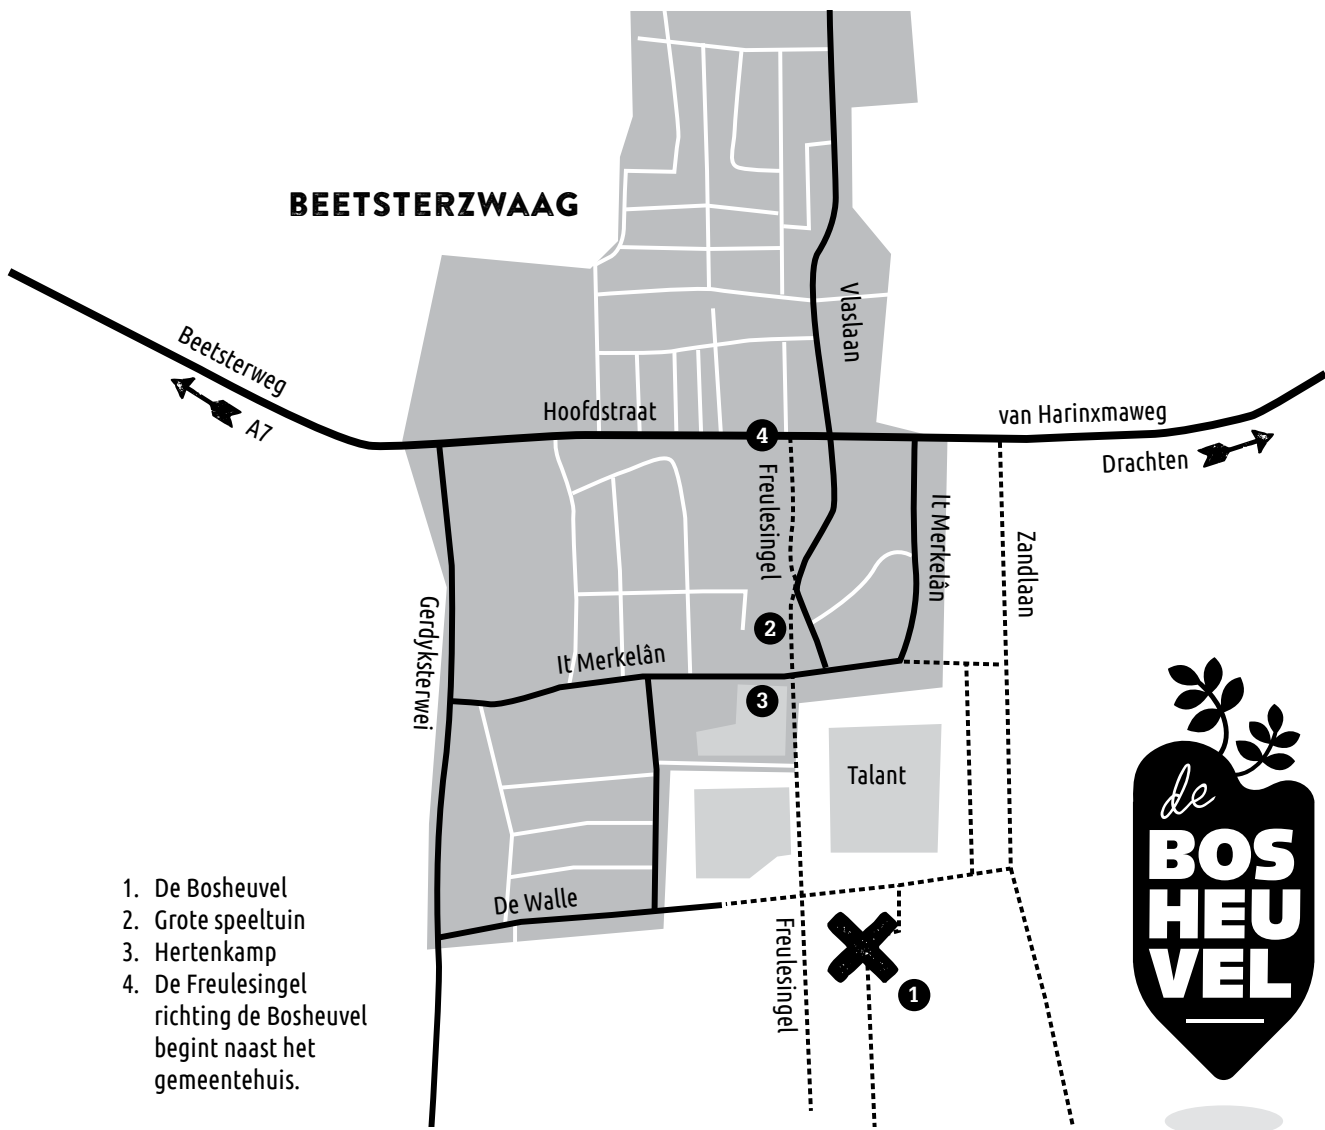 BEETSTERZWAAG
Beetsterweg
A7
Hoofdstraat
Vlaslaan
van Harinxmaweg
Drachten
4
Freulesingel
It Merkelân
Zandlaan
Gerdyksterwei
2
It Merkelân
3
Talant
De Walle
Freulesingel
1
1. De Bosheuvel
2. Grote speeltuin
3. Hertenkamp
4. De Freulesingel
richting de Bosheuvel
begint naast het
gemeentehuis.
de
BOS
HEU
VEL